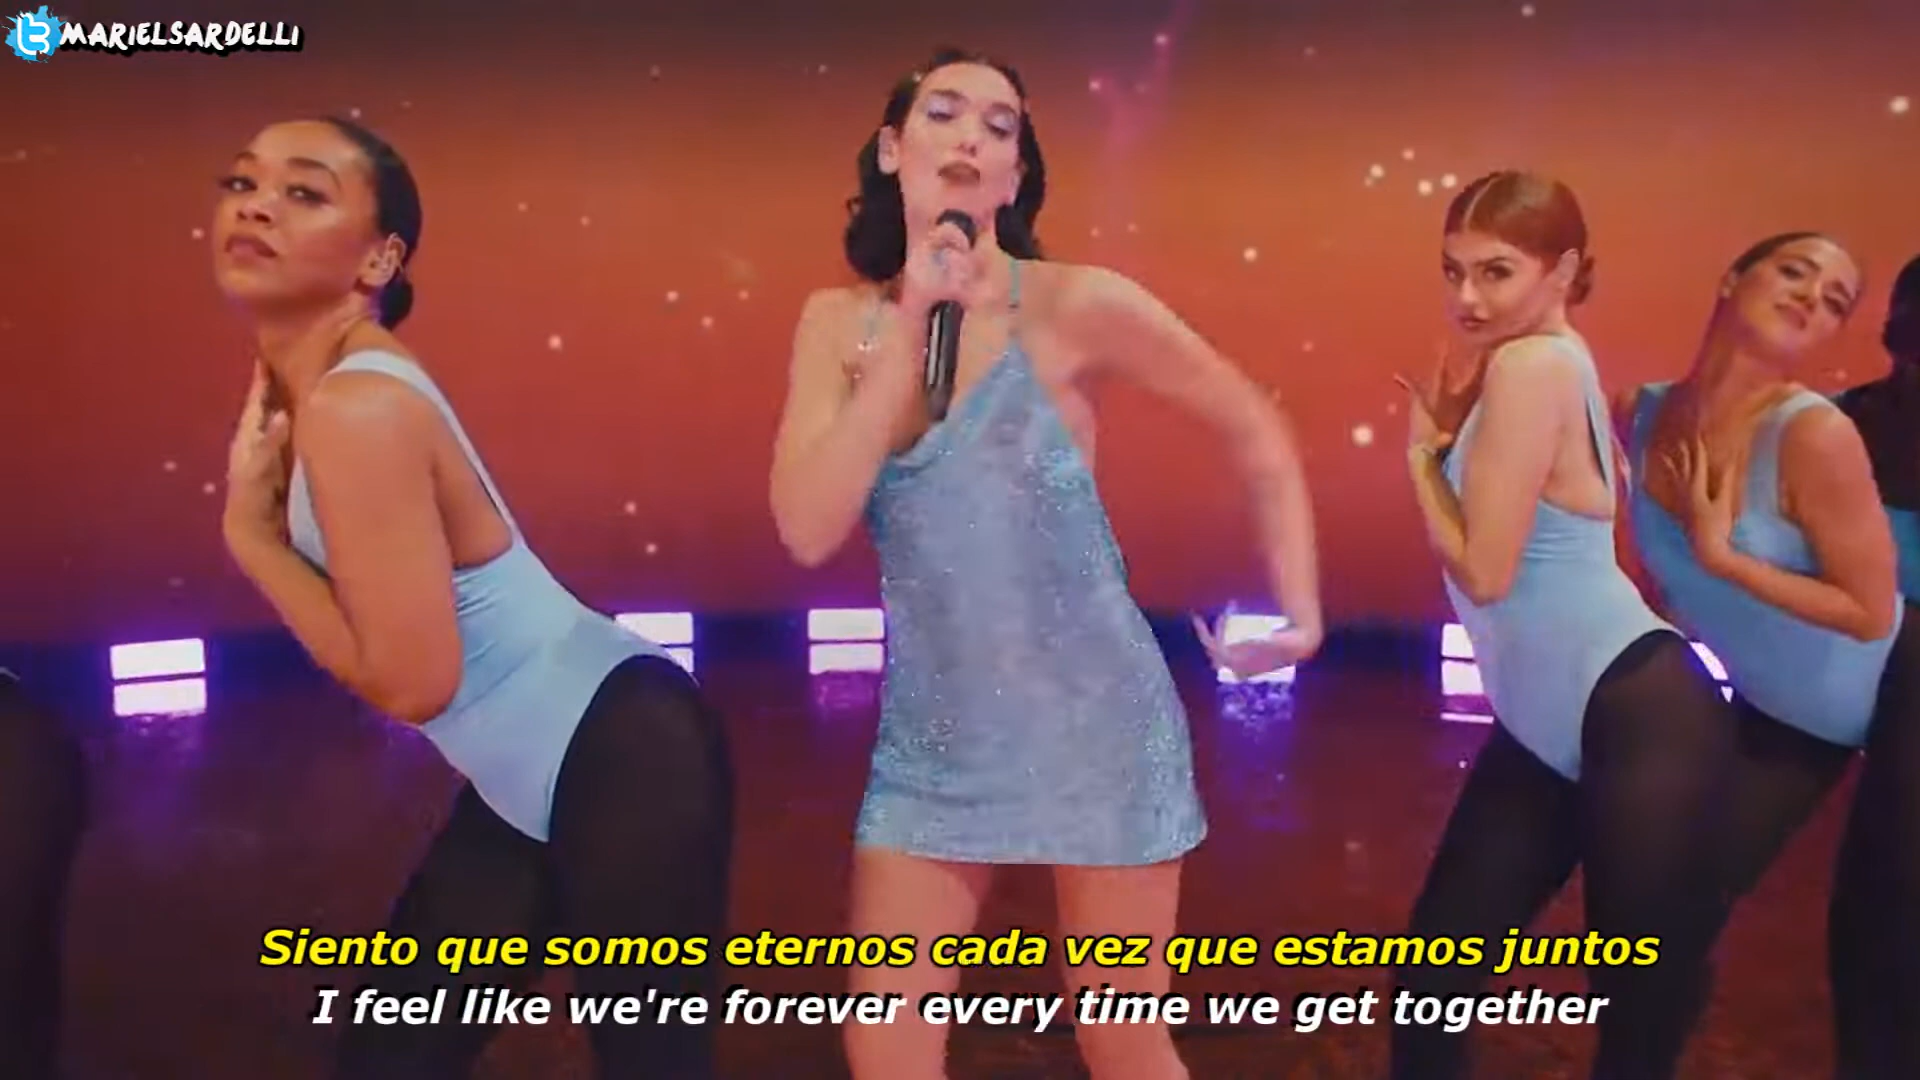 MARIELSARDELLI
Siento que somos eternos cada vez que estamos juntos
I feel like we're forever every time we get together